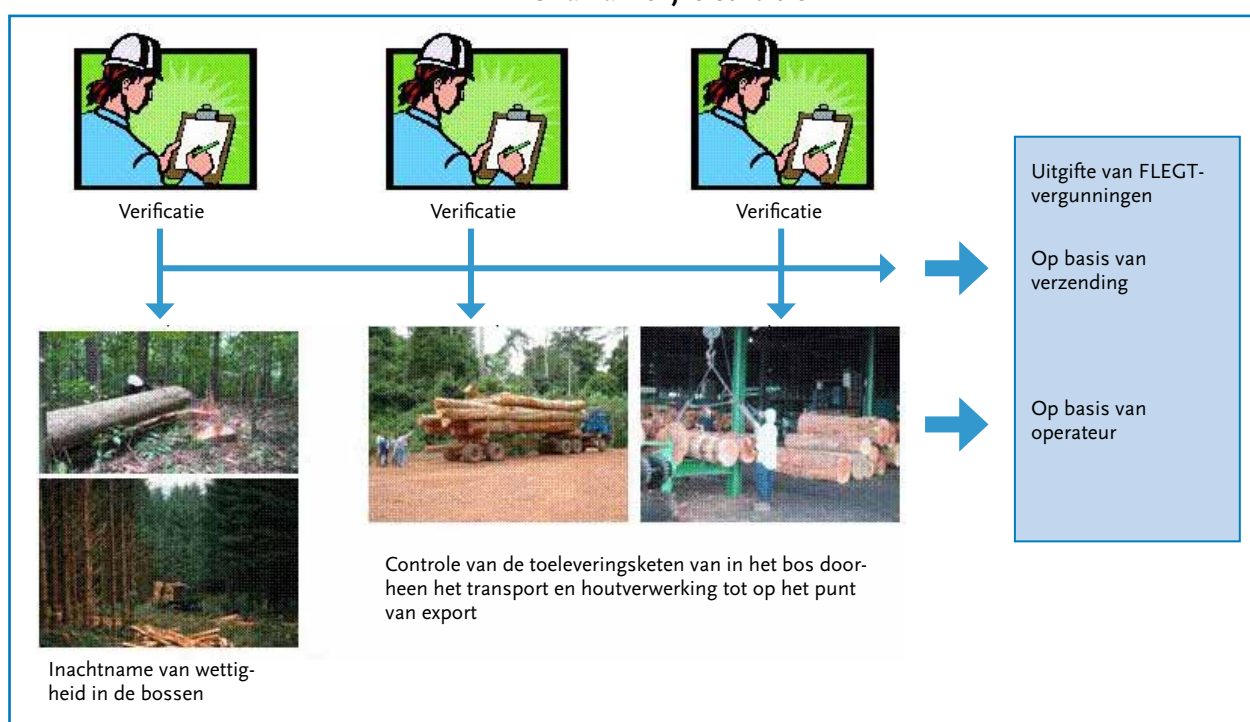 Verificatie
Verificatie
Verificatie
Uitgifte van FLEGT-
vergunningen
Op basis van
verzending
Op basis van
operateur
Controle van de toeleveringsketen van in het bos door-
heen het transport en houtverwerking tot op het punt
van export
Inachtname van wettig-
heid in de bossen